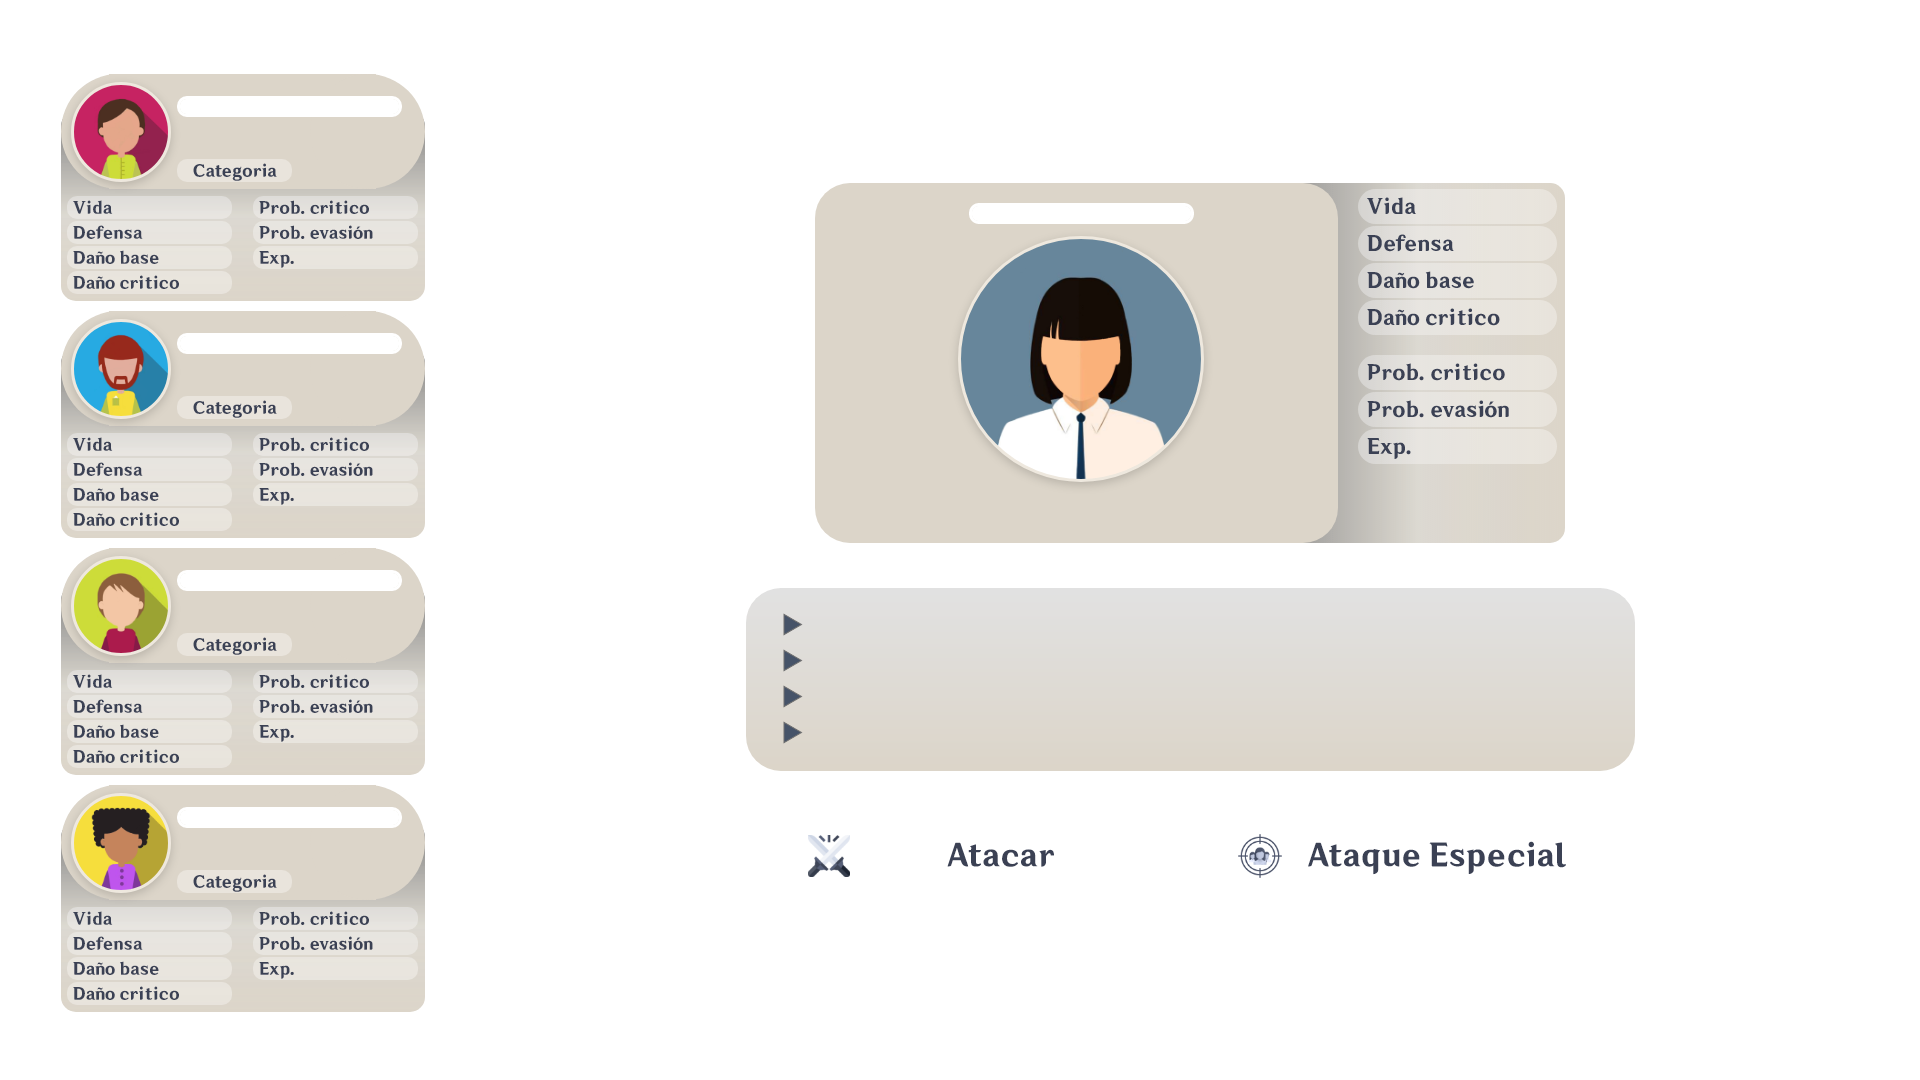 Categoria
Vida
Defensa
Daño base
Daño critico
Prob. critico
Prob. evasión
Exp.
Categoria
Vida
Defensa
Daño base
Daño critico
Prob. critico
Prob. evasión
Exp.
Categoria
Vida
Defensa
Daño base
Daño critico
Prob. critico
Prob. evasión
Exp.
Categoria
Vida
Defensa
Daño base
Daño critico
Prob. critico
Prob. evasión
Exp.
Vida
Defensa
Daño base
Daño critico
Prob. critico
Prob. evasión
Exp.
Atacar
Ataque Especial